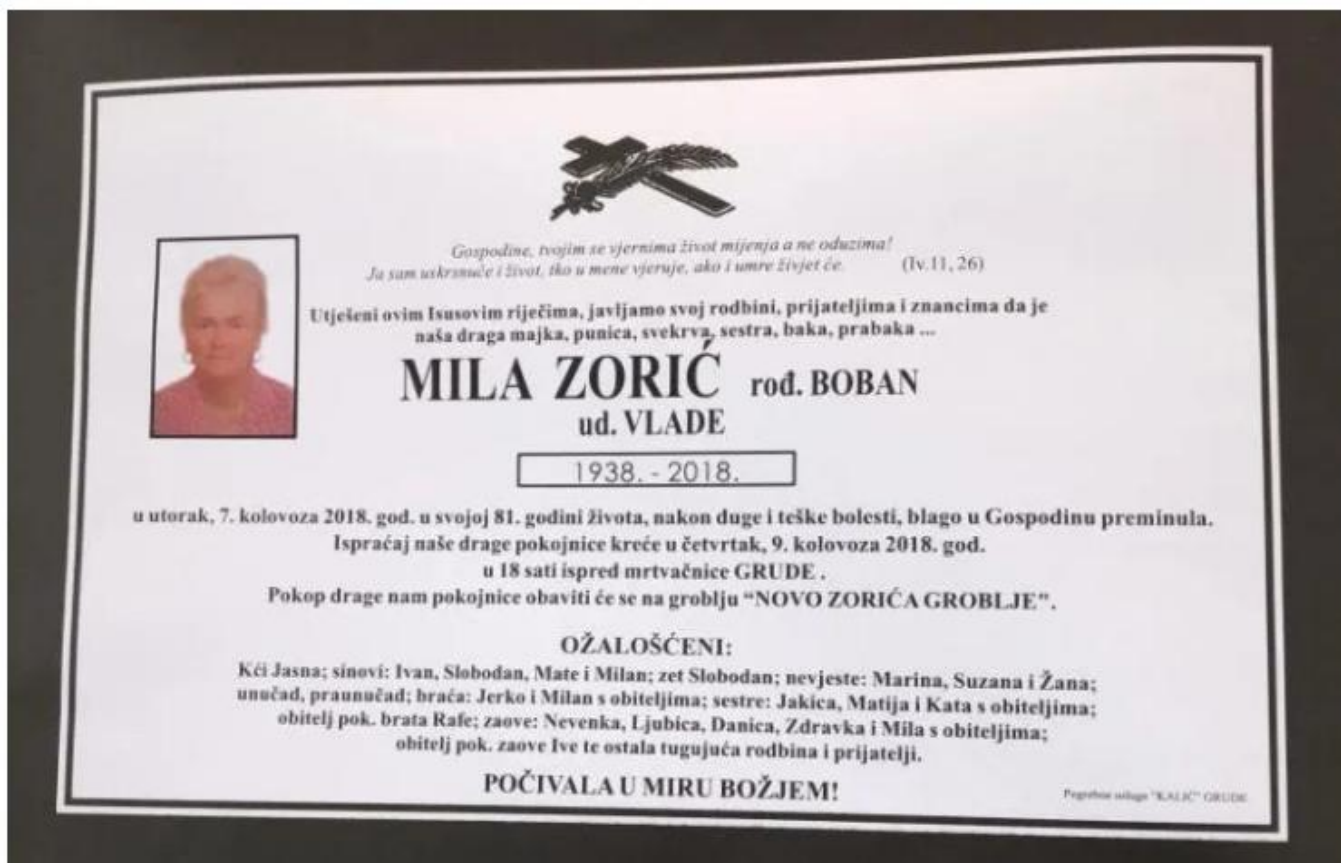 Gospodine, tvojim se vjernima život mijenja a ne oduzima!
Ja sam uskrsnuće i život, tko u mene vjeruje, ako i umre živjet će. (Iv.11, 26)
Utješeni ovim Isusovim riječima, javljamo svoj rodbini, prijateljima i znancima da je
naša draga majka, punica, svekrva, sestra, baka, prabaka ...
MILA ZORIĆ rođ. BOBAN
ud. VLADE
1938. - 2018.
u utorak, 7. kolovoza 2018. god. u svojoj 81. godini života, nakon duge i teške bolesti, blago u Gospodinu preminula.
Ispraćaj naše drage pokojnice kreće u četvrtak, 9. kolovoza 2018. god.
u 18 sati ispred mrtvačnice GRUDE .
Pokop drage nam pokojnice obaviti će se na groblju “NOVO ZORIĆA GROBLJE”.
OŽALOŠĆENI:
Kći Jasna; sinovi: Ivan, Slobodan, Mate i Milan; zet Slobodan; nevjeste: Marina, Suzana i Žana;
unučad, praunučad; braća: Jerko i Milan s obiteljima; sestre: Jakica, Matija i Kata s obiteljima;
obitelj pok. brata Rafe; zaove: Nevenka, Ljubica, Danica, Zdravka i Mila s obiteljima;
obitelj pok. zaove Ive te ostala tugujuća rodbina i prijatelji.
POČIVALA U MIRU BOŽJEM!
Pogrebne usluge "KALIĆ" GRUDE